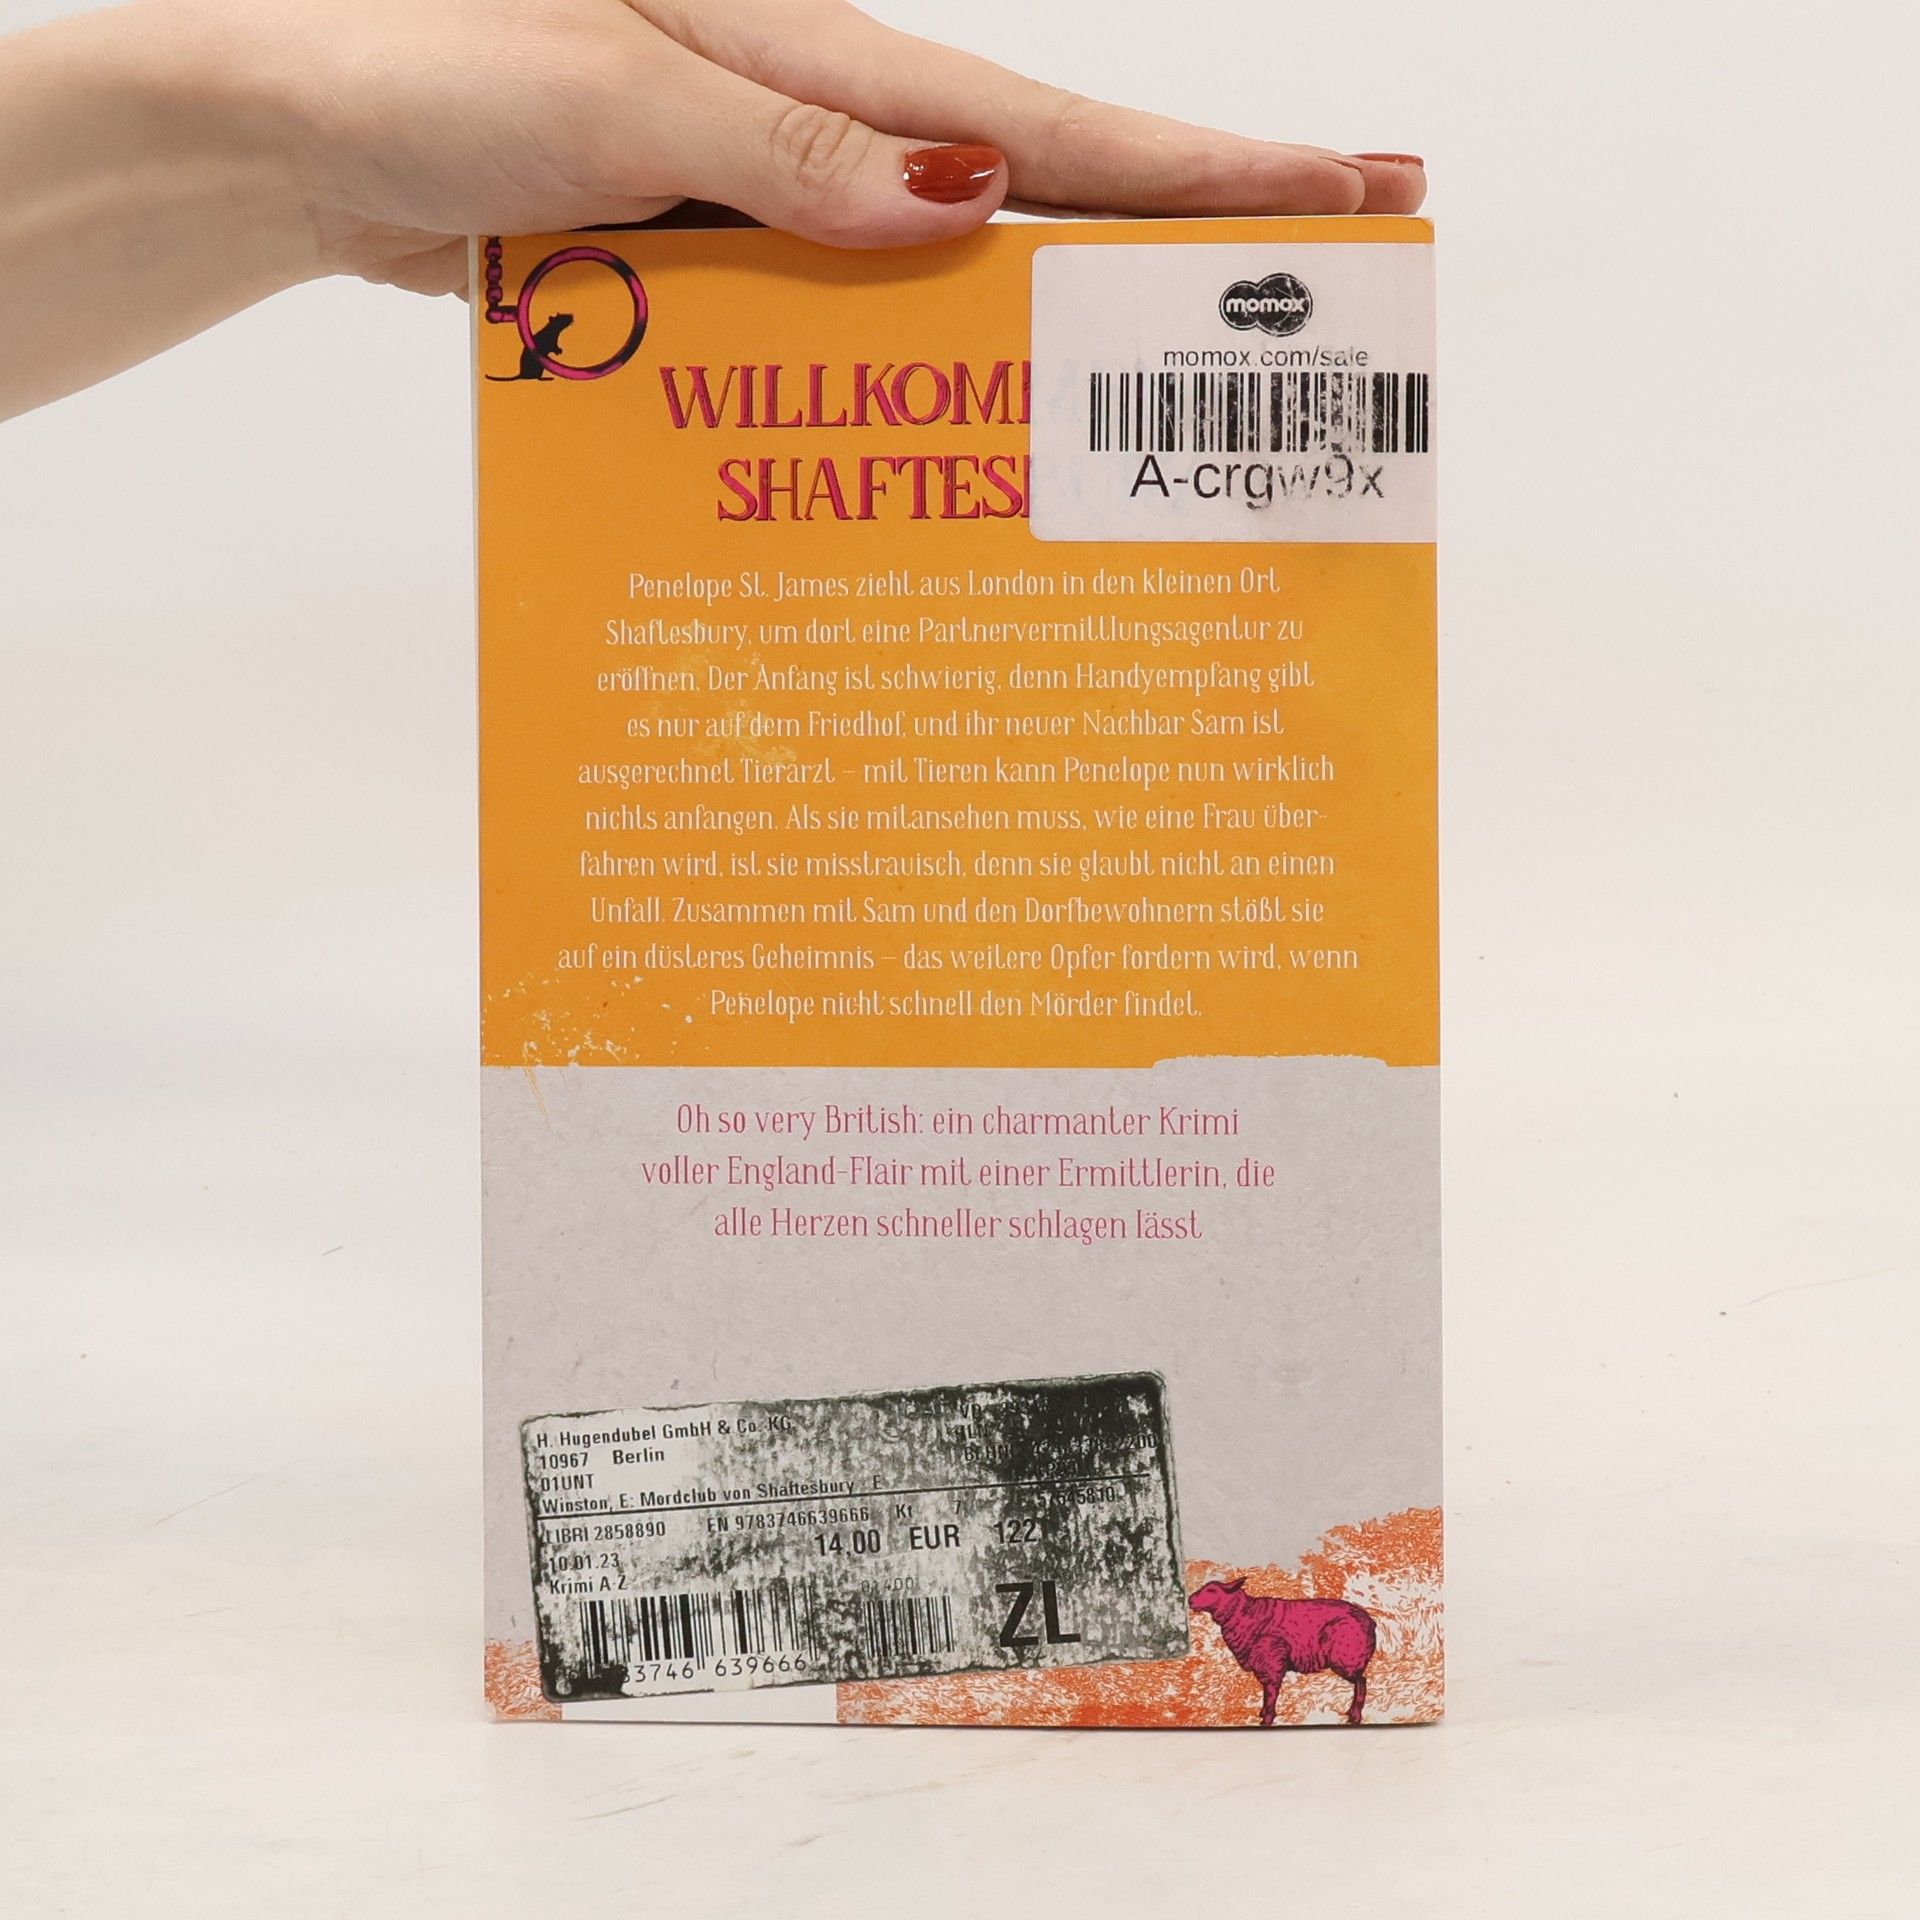 momox
momox.com/sale
A-crgw9x
WILLKOM
SHAFTES
Penelope St. James zieht aus London in den kleinen Ort
Shaftesbury, um dort eine Partnervermittlungsagentur zu
eröffnen. Der Anfang ist schwierig, denn Handyempfang gibt
es nur auf dem Friedhof, und ihr neuer Nachbar Sam ist
ausgerechnet Tierarzt – mit Tieren kann Penelope nun wirklich
nichts anfangen. Als sie mitansehen muss, wie eine Frau über-
fahren wird, ist sie misstrauisch, denn sie glaubt nicht an einen
Unfall. Zusammen mit Sam und den Dorfbewohnern stößt sie
auf ein düsteres Geheimnis – das weitere Opfer fordern wird, wenn
Penelope nicht schnell den Mörder findet.
Oh so very British: ein charmanter Krimi
voller England-Flair mit einer Ermittlerin, die
alle Herzen schneller schlagen lässt
H. Hugendubel GmbH & Co. KG
10967 Berlin
01UNT
Winston, E: Mordclub von Shaftesbury E
LIBRI 2858890 EN 9783746639666 Kt 7 57545810
10.01.23 14,00 EUR 122
Krimi A-Z 01400
ZL
83746 639666